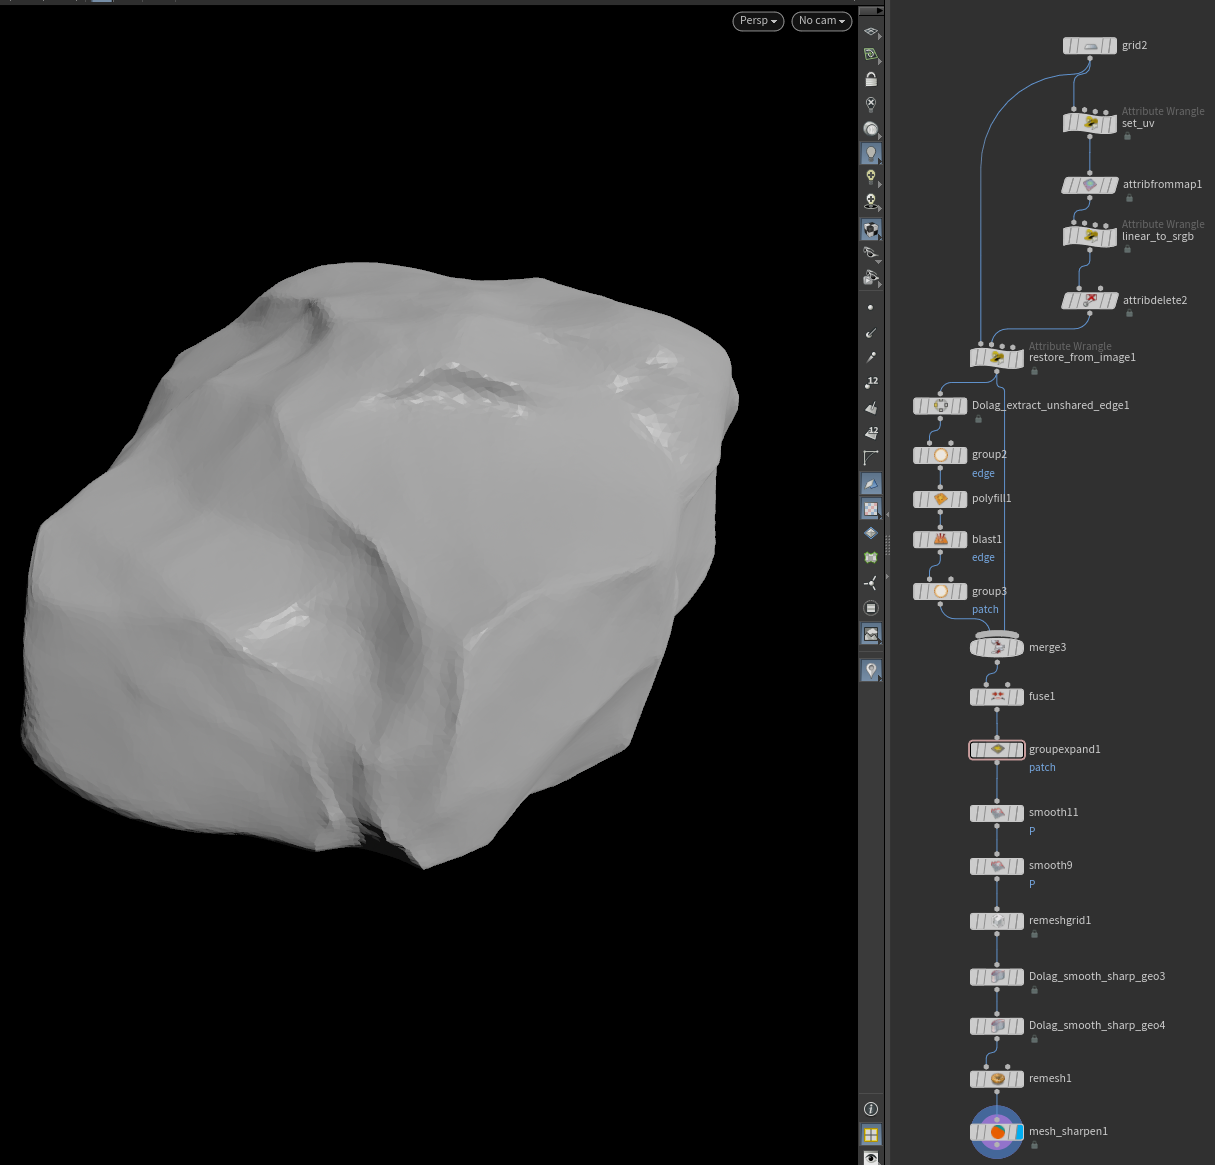 Persp
No cam
grid2
Attribute Wrangle
set_uv
attribfrommap1
Attribute Wrangle
linear_to_srgb
attribdelete2
Attribute Wrangle
restore_from_image1
Dolag_extract_unshared_edge1
group2
edge
polyfill1
blast1
edge
group3
patch
merge3
fuse1
groupexpand1
patch
smooth11
P
smooth9
P
remeshgrid1
Dolag_smooth_sharp_geo3
Dolag_smooth_sharp_geo4
remesh1
mesh_sharpen1
12
12